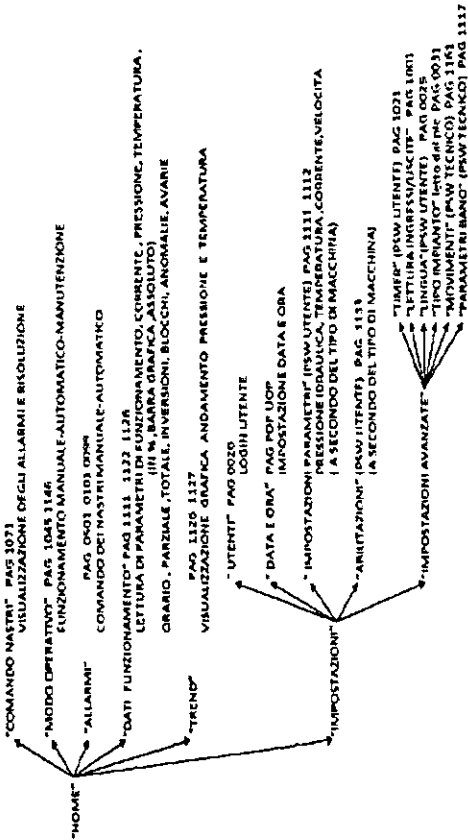 "HOME"
"COMANDO NASTRI" PAG 1071
VISUALIZZAZIONE DEGLI ALLARMI E RISOLUZIONE
"MODO OPERATIVO" PAG 1045 1146
FUNZIONAMENTO MANUALE-AUTOMATICO-MANUTENZIONE
"ALLARMI" PAG 0501 0101 0099
COMANDO DEI NASTRI MANUALE-AUTOMATICO
"DATI FUNZIONAMENTO" PAG 1111 1122 1126
LETTURA DI PARAMETRI DI FUNZIONAMENTO, CORRENTE, PRESSIONE, TEMPERATURA,
(IN %, BARRA GRAFICA, ASSOLUTO)
ORARIO, PARZIALE, TOTALE, INVERSIONI, BLOCCHI, ANOMALIE, AVARIE
"TREND" PAG 1126 1127
VISUALIZZAZIONE GRAFICA ANDAMENTO PRESSIONE E TEMPERATURA
"IMPOSTAZIONI"
" UTENTI" PAG 0020
LOGIN UTENTE
"DATA E ORA" PAG POP UOP
IMPOSTAZIONE DATA E ORA
" IMPOSTAZIONI PARAMETRI" (PSW UTENTE) PAG 1111 1112
PRESSIONE IDRAULICA, TEMPERATURA, CORRENTE, VELOCITA
( A SECONDO DEL TIPO DI MACCHINA)
"ABILITAZIONI" (PSW UTENTE) PAG 1131
(A SECONDO DEL TIPO DI MACCHINA)
"IMPOSTAZIONI AVANZATE"
"TIMER" (PSW UTENTE) PAG 1021
"LETTURA INGRESSI/USCITE" PAG 1001
"LINGUA" (PSW UTENTE) PAG 0025
"TIPO IMPIANTO" letto dal plc PAG 0031
"MOVIMENTI" (PSW TECNICO) PAG 1161
"PARAMETRI BANO" (PSW TECNICO) PAG 1117